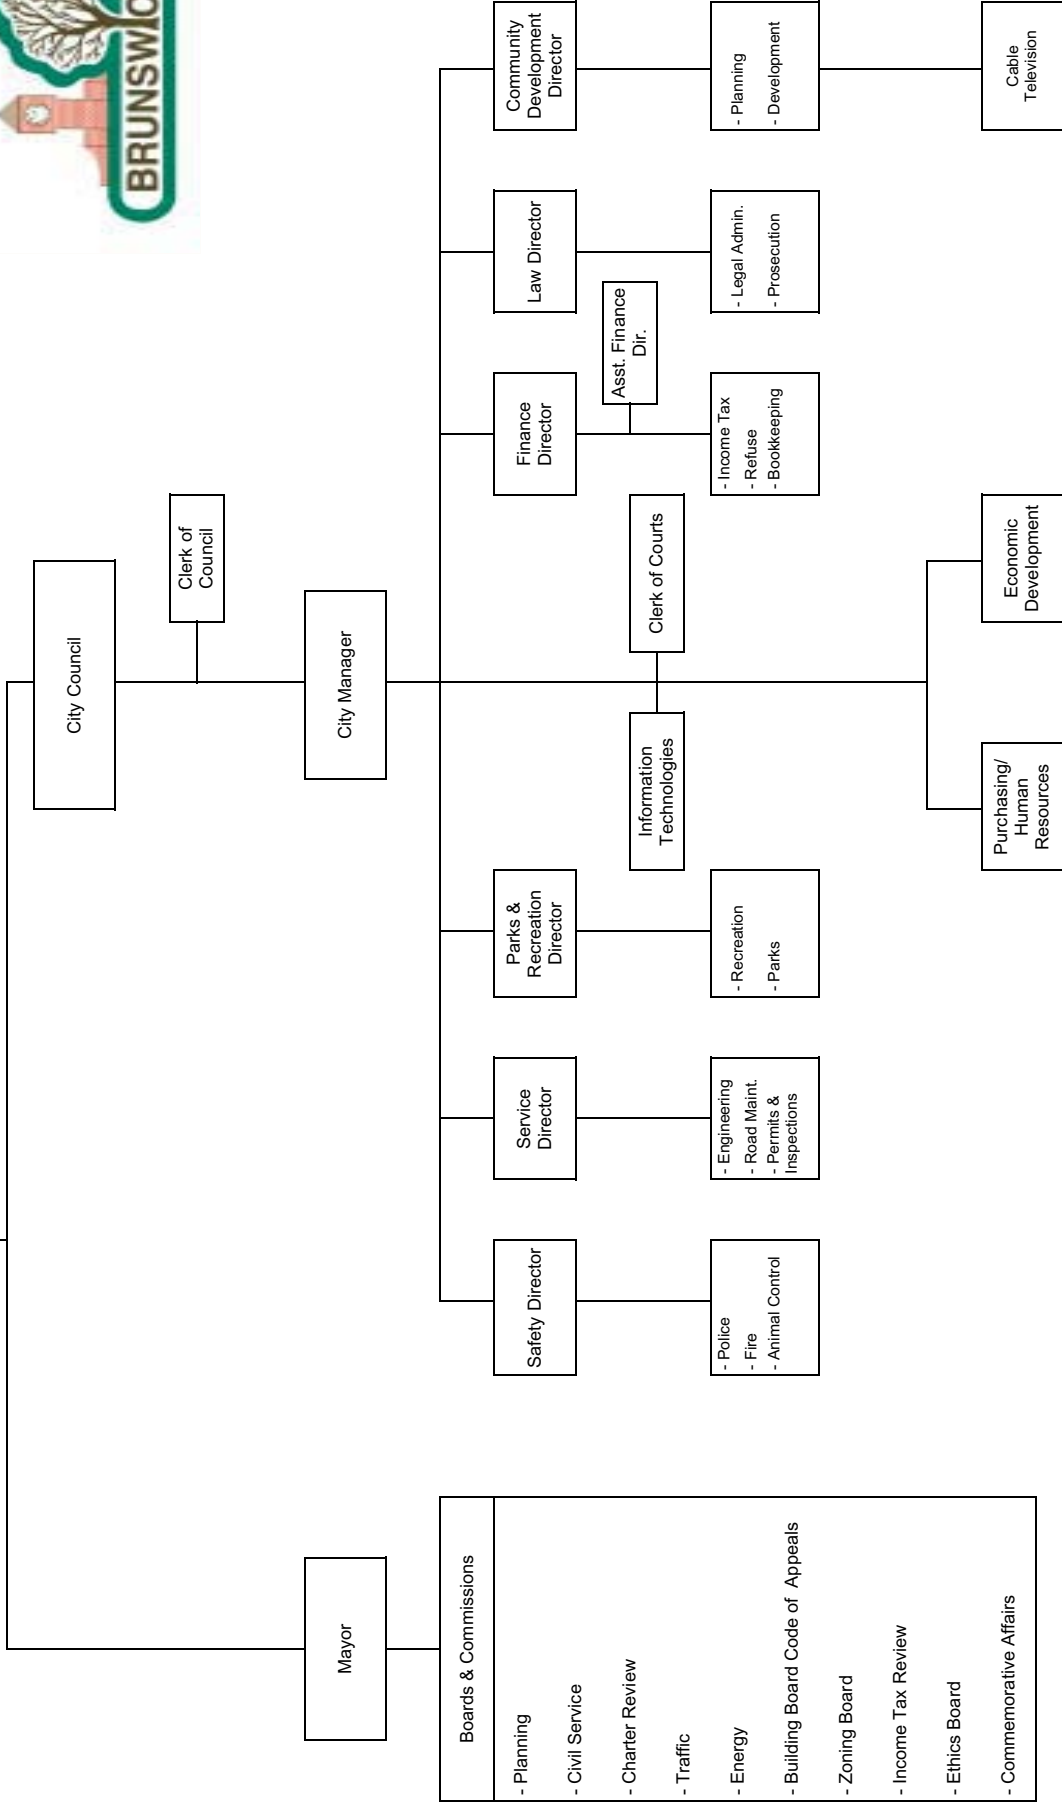 BRUNSWIC
City Council
Clerk of
Council
Mayor
City Manager
Boards & Commissions
- Planning
- Civil Service
- Charter Review
- Traffic
- Energy
- Building Board Code of Appeals
- Zoning Board
- Income Tax Review
- Ethics Board
- Commemorative Affairs
Safety Director
Service
Director
Parks &
Recreation
Director
Finance
Director
Law Director
Community
Development
Director
Asst. Finance
Dir.
Information
Technologies
Clerk of Courts
- Police
- Fire
- Animal Control
- Engineering
- Road Maint.
- Permits &
Inspections
- Recreation
- Parks
- Income Tax
- Refuse
- Bookkeeping
- Legal Admin.
- Prosecution
- Planning
- Development
Purchasing/
Human
Resources
Economic
Development
Cable
Television